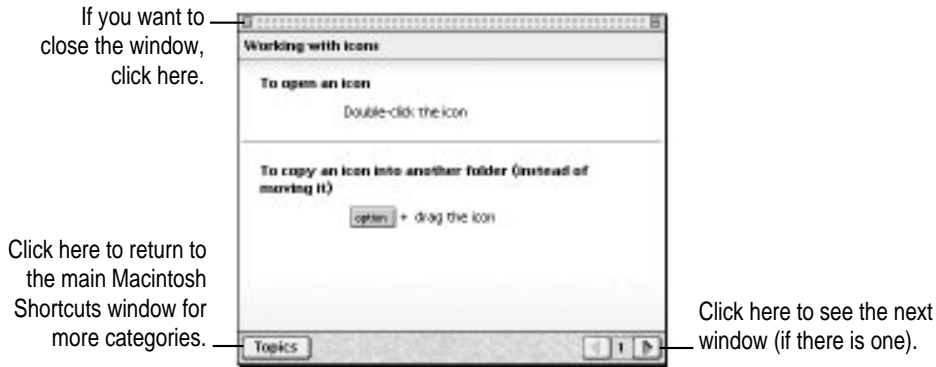 If you want to
close the window,
click here.
Working with icons
To open an icon
Double-click the icon
To copy an icon into another folder (instead of
moving it)
option + drag the icon
Click here to return to
the main Macintosh
Shortcuts window for
more categories.
Topics
1
Click here to see the next
window (if there is one).